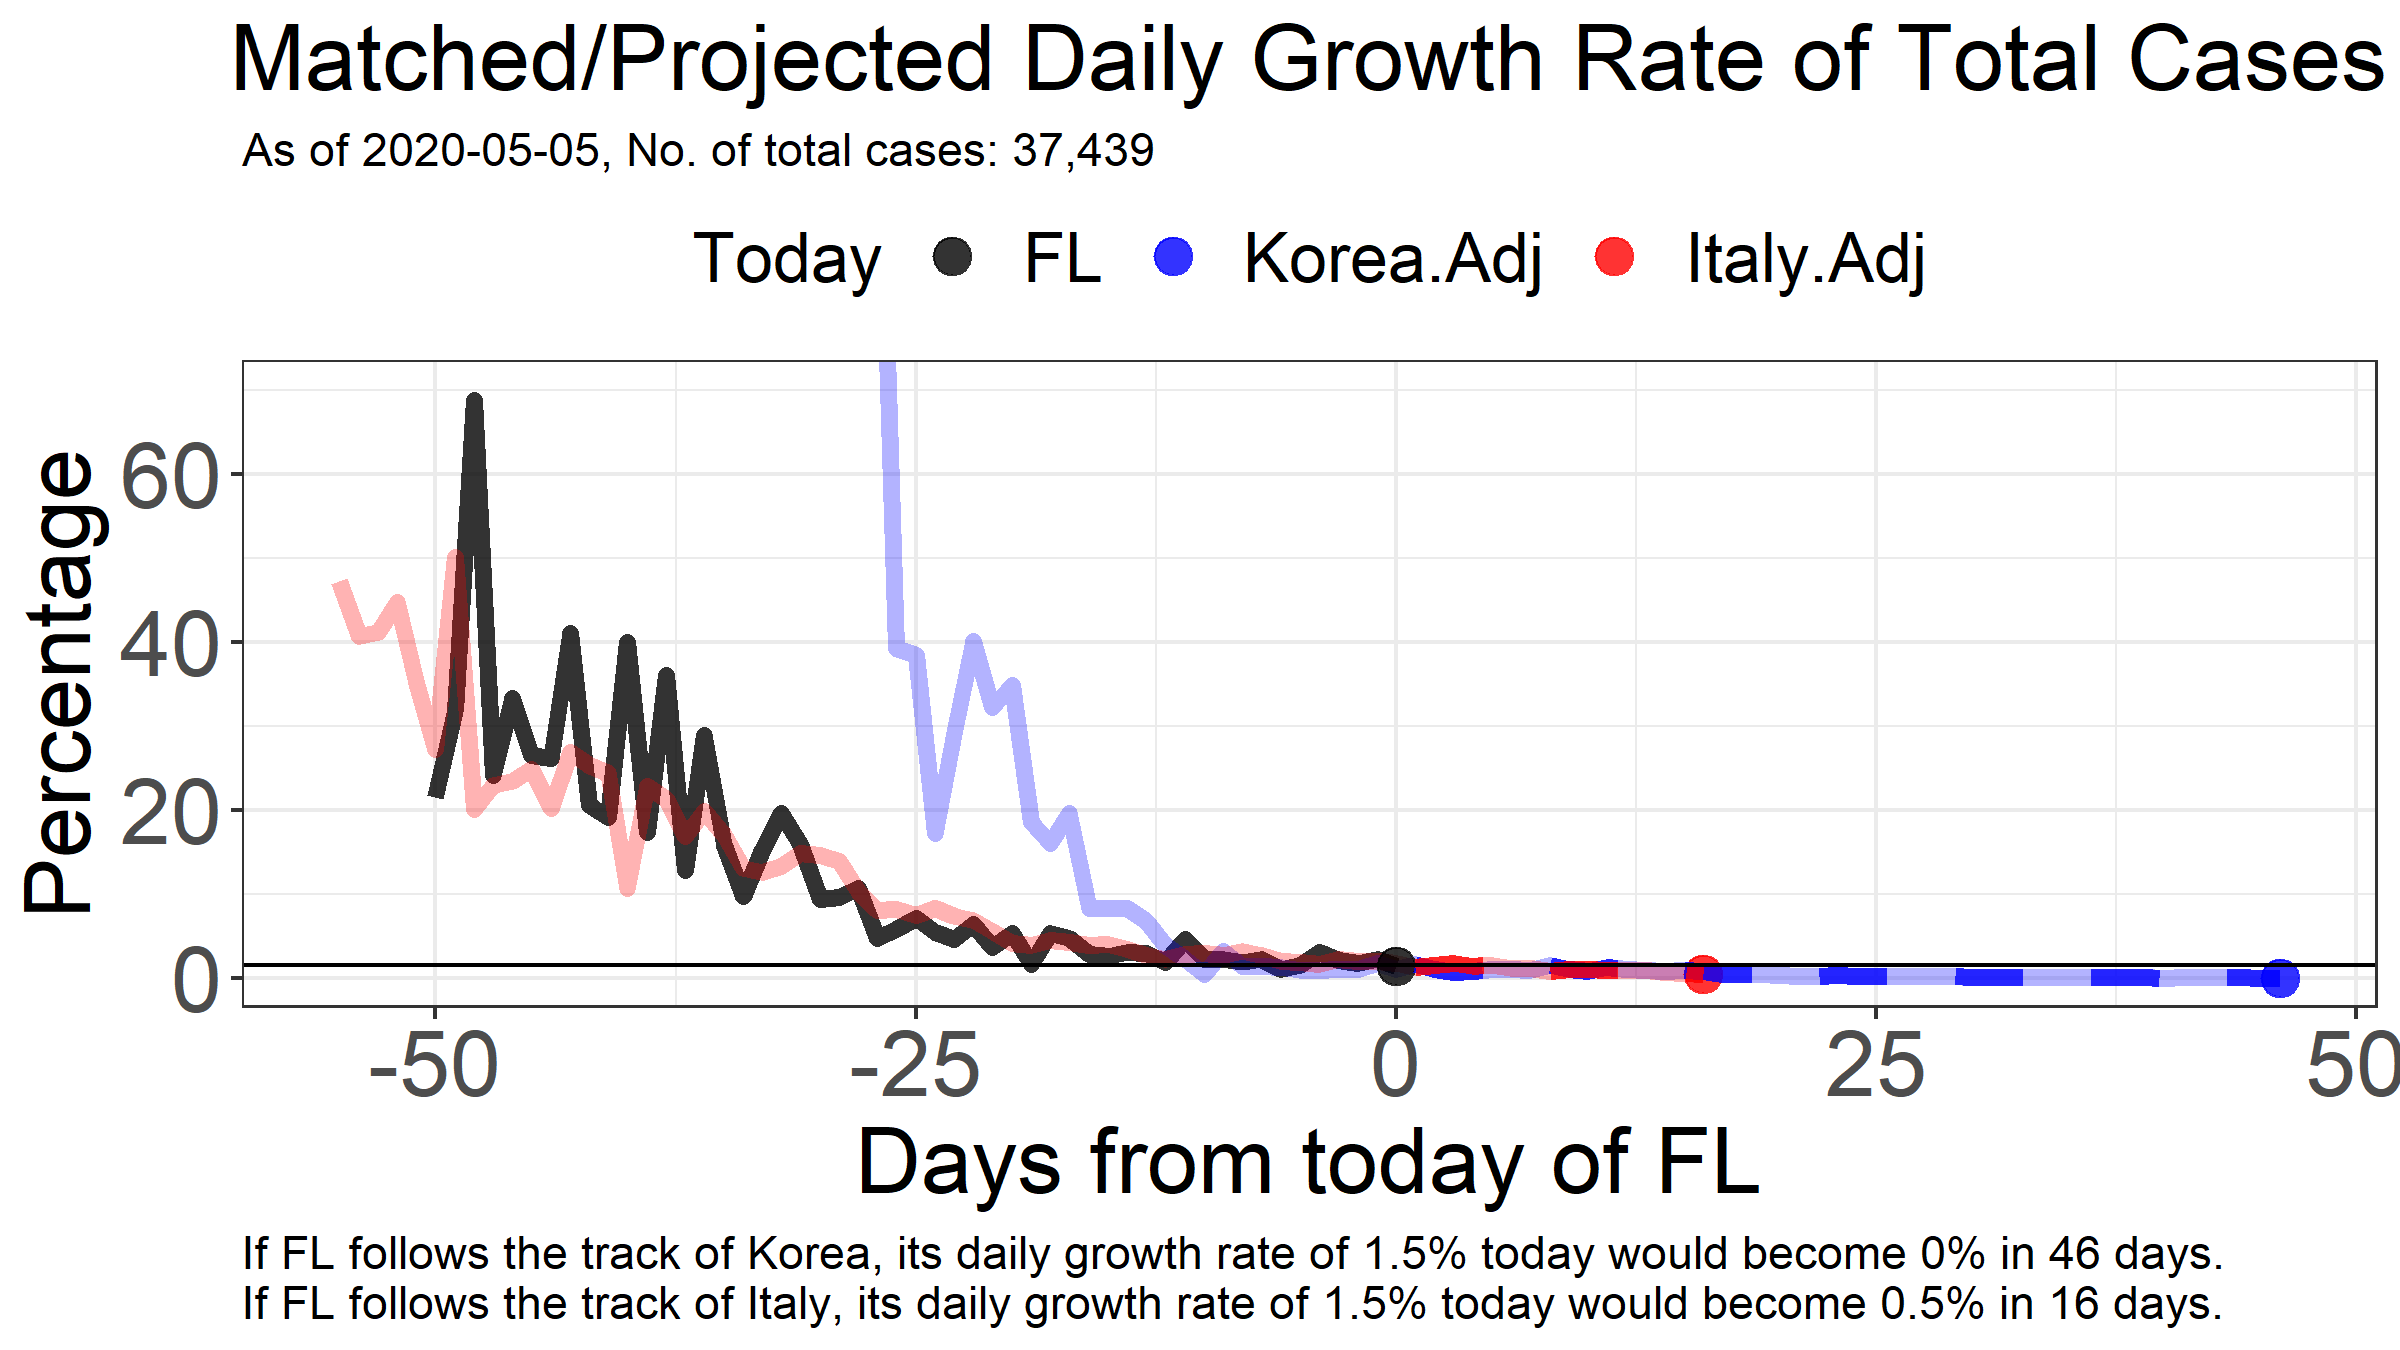 Matched/Projected Daily Growth Rate of Total Cases
As of 2020-05-05, No. of total cases: 37,439
Today FL Korea.Adj Italy.Adj
Percentage
60
40
20
0
-50 -25 0 25 50
Days from today of FL
If FL follows the track of Korea, its daily growth rate of 1.5% today would become 0% in 46 days.
If FL follows the track of Italy, its daily growth rate of 1.5% today would become 0.5% in 16 days.